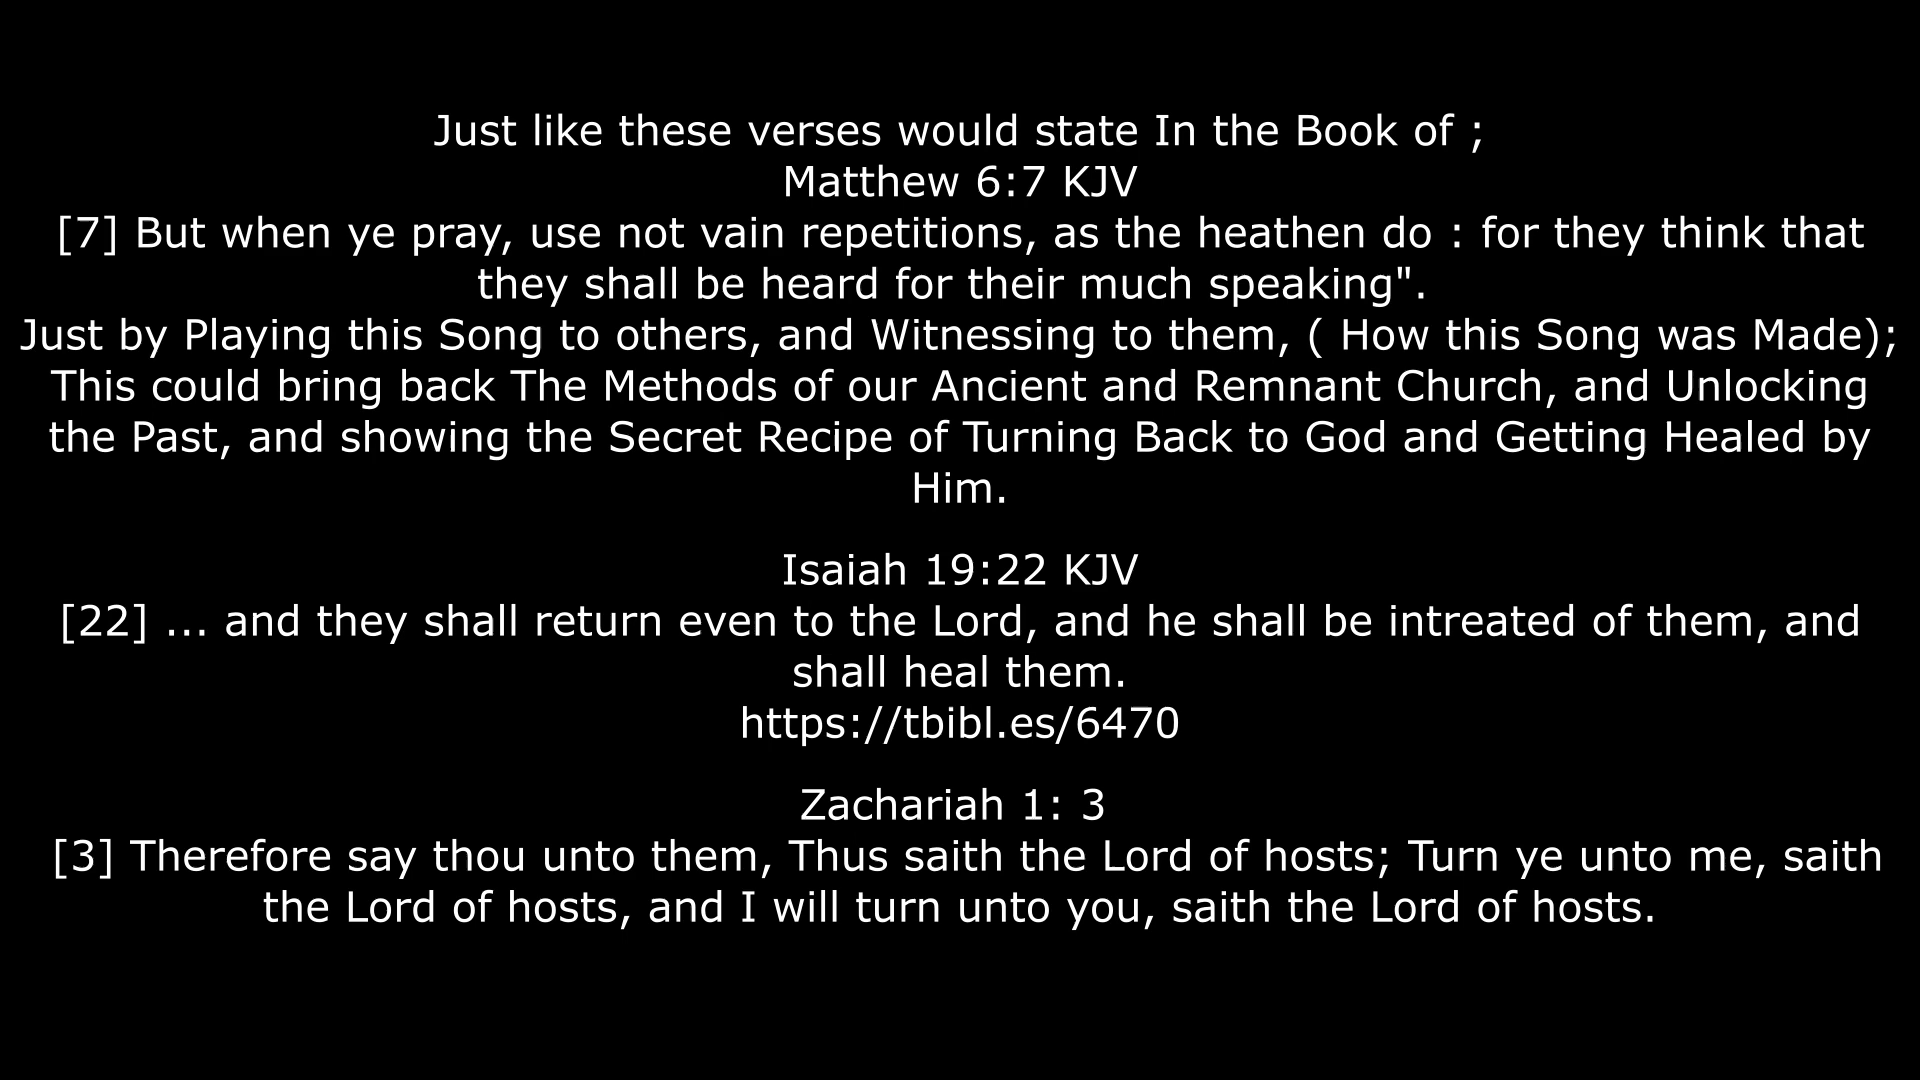 Just like these verses would state In the Book of ;
Matthew 6:7 KJV
[7] But when ye pray, use not vain repetitions, as the heathen do : for they think that
they shall be heard for their much speaking".
Just by Playing this Song to others, and Witnessing to them, ( How this Song was Made);
This could bring back The Methods of our Ancient and Remnant Church, and Unlocking
the Past, and showing the Secret Recipe of Turning Back to God and Getting Healed by
Him.
Isaiah 19:22 KJV
[22] ... and they shall return even to the Lord, and he shall be intreated of them, and
shall heal them.
https://tbibl.es/6470
Zachariah 1: 3
[3] Therefore say thou unto them, Thus saith the Lord of hosts; Turn ye unto me, saith
the Lord of hosts, and I will turn unto you, saith the Lord of hosts.